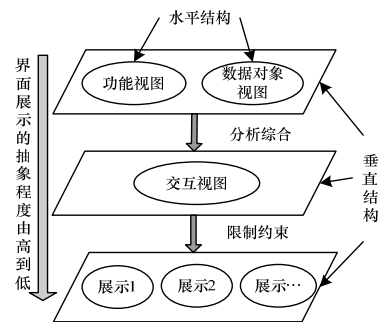 水平结构
功能视图
数据对象
视图
分析综合
交互视图
限制约束
展示1
展示2
展示…
界面展示的抽象程度由高到低
垂直结构